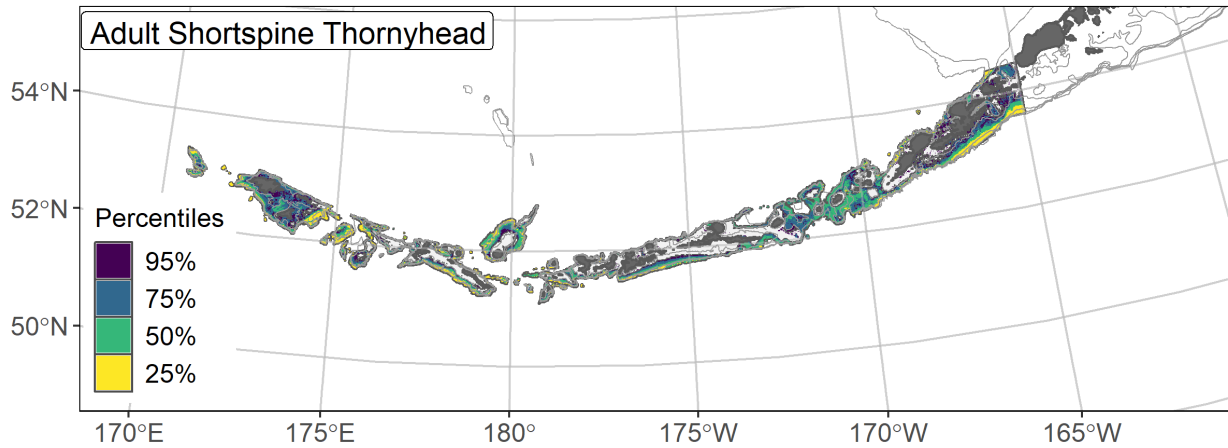 Adult Shortspine Thornyhead
54°N
52°N
50°N
Percentiles
95%
75%
50%
25%
170°E
175°E
180°
175°W
170°W
165°W